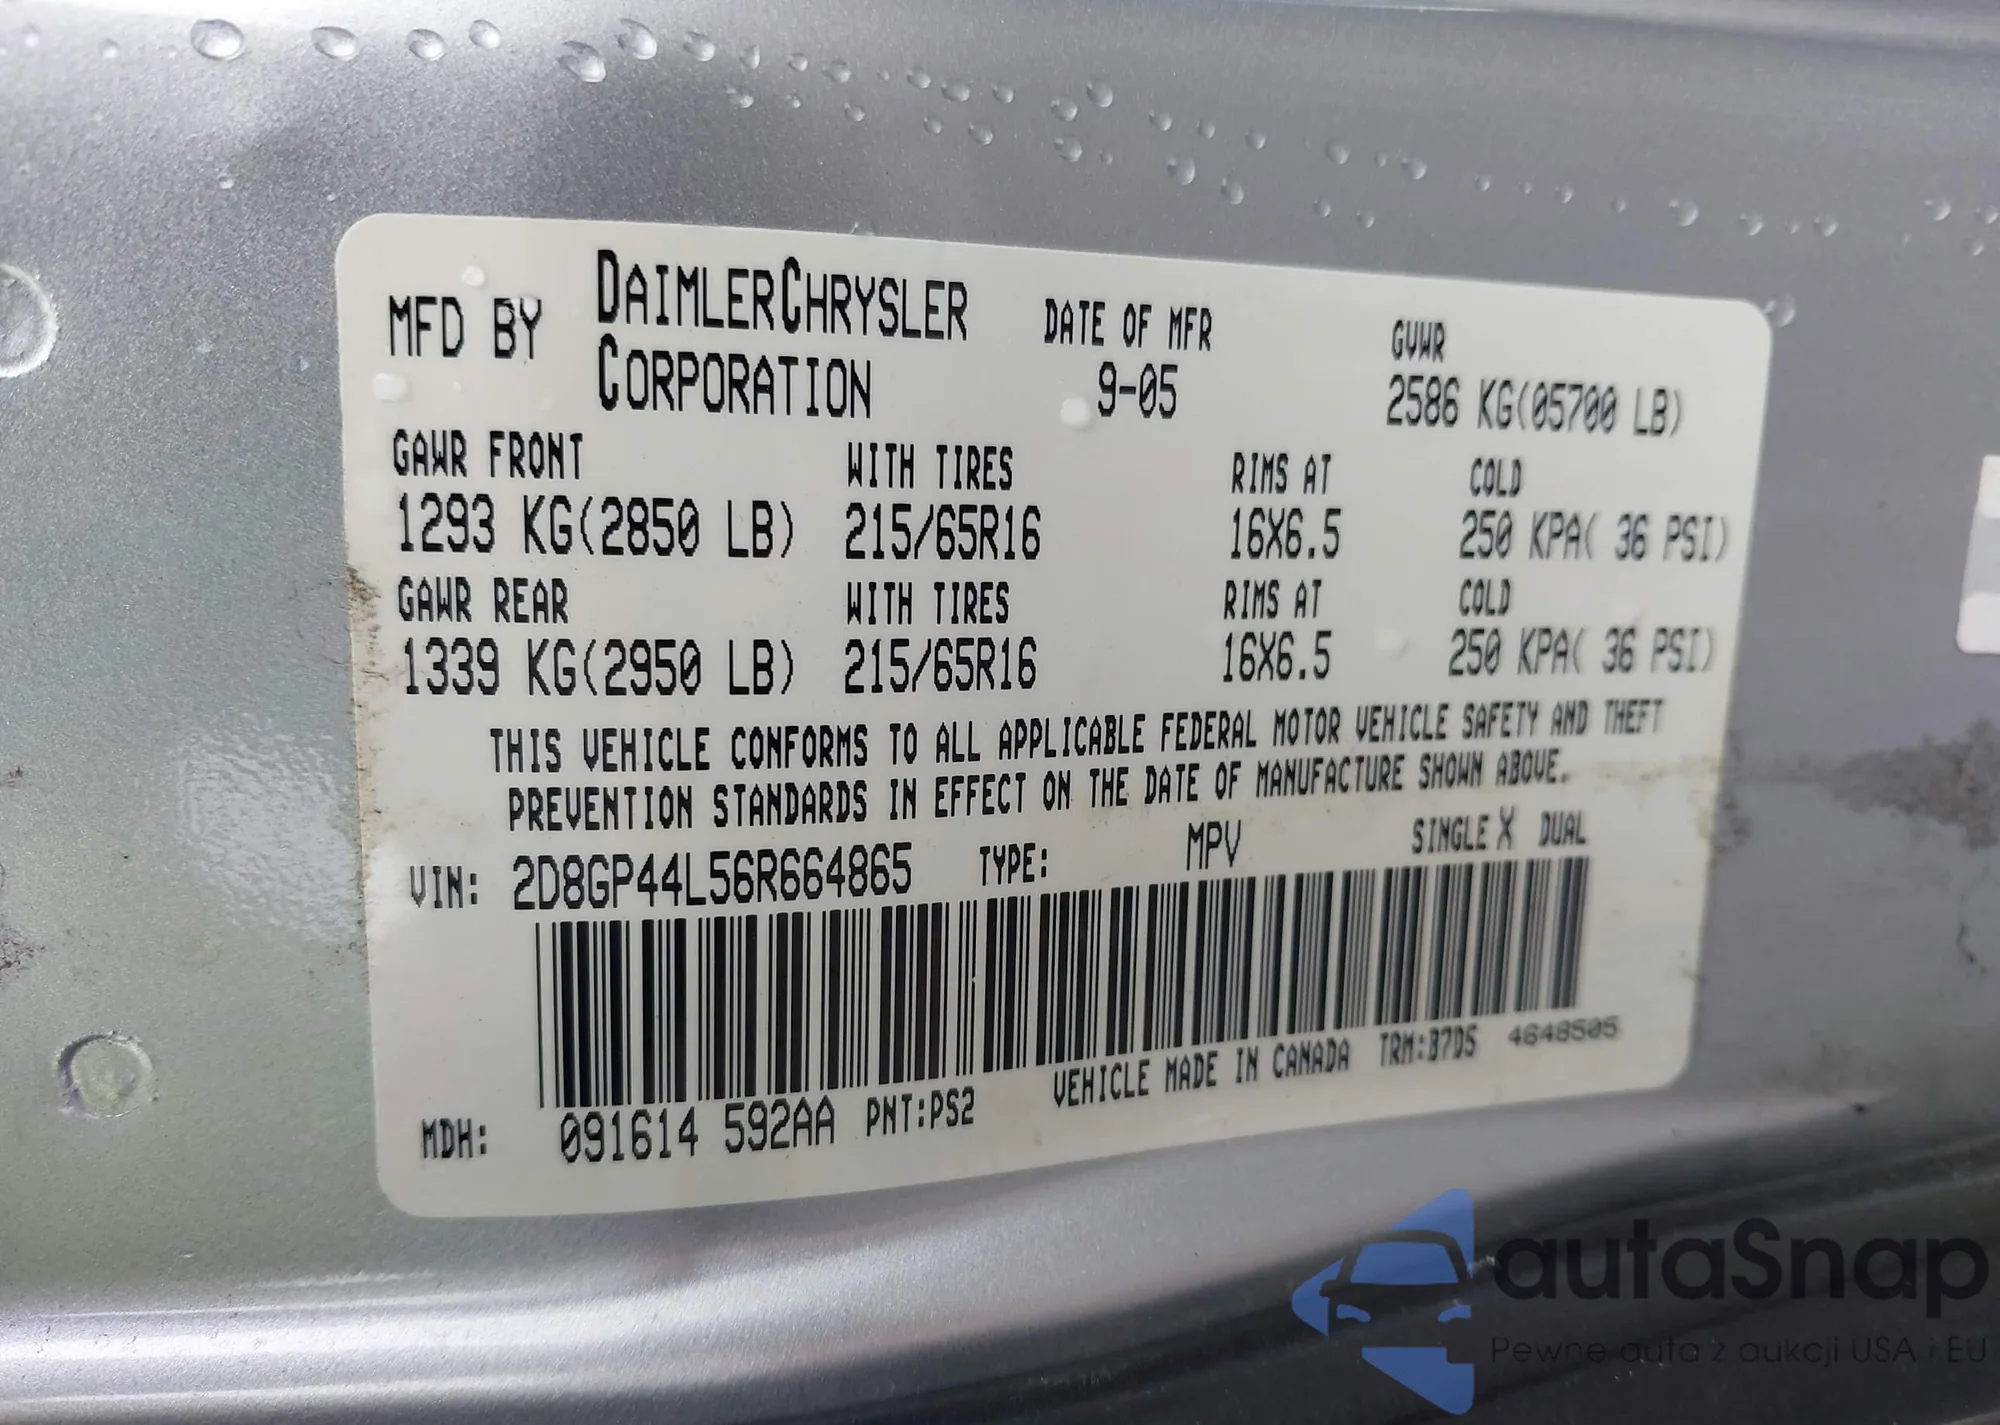 MFD BY DAIMLERCHRYSLER CORPORATION
DATE OF MFR
9-05
GVWR
2586 KG(05700 LB)
GAWR FRONT WITH TIRES RIMS AT COLD
1293 KG(2850 LB) 215/65R16 16X6.5 250 KPA( 36 PSI)
GAWR REAR WITH TIRES RIMS AT COLD
1339 KG(2950 LB) 215/65R16 16X6.5 250 KPA( 36 PSI)
THIS VEHICLE CONFORMS TO ALL APPLICABLE FEDERAL MOTOR VEHICLE SAFETY AND THEFT
PREVENTION STANDARDS IN EFFECT ON THE DATE OF MANUFACTURE SHOWN ABOVE.
VIN: 2D8GP44L56R664865 TYPE: MPV SINGLE X DUAL
MDH: 091614 592AA PNT:PS2 VEHICLE MADE IN CANADA TRM:B7D5 4648505
autaSnap
Pewne auta z aukcji USA i EU